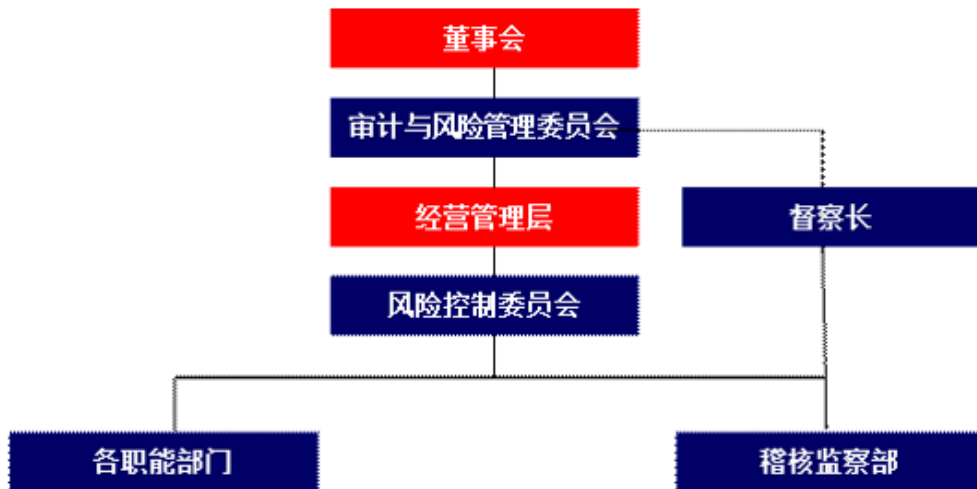 董事会
审计与风险管理委员会
经营管理层
督察长
风险控制委员会
各职能部门
稽核监察部